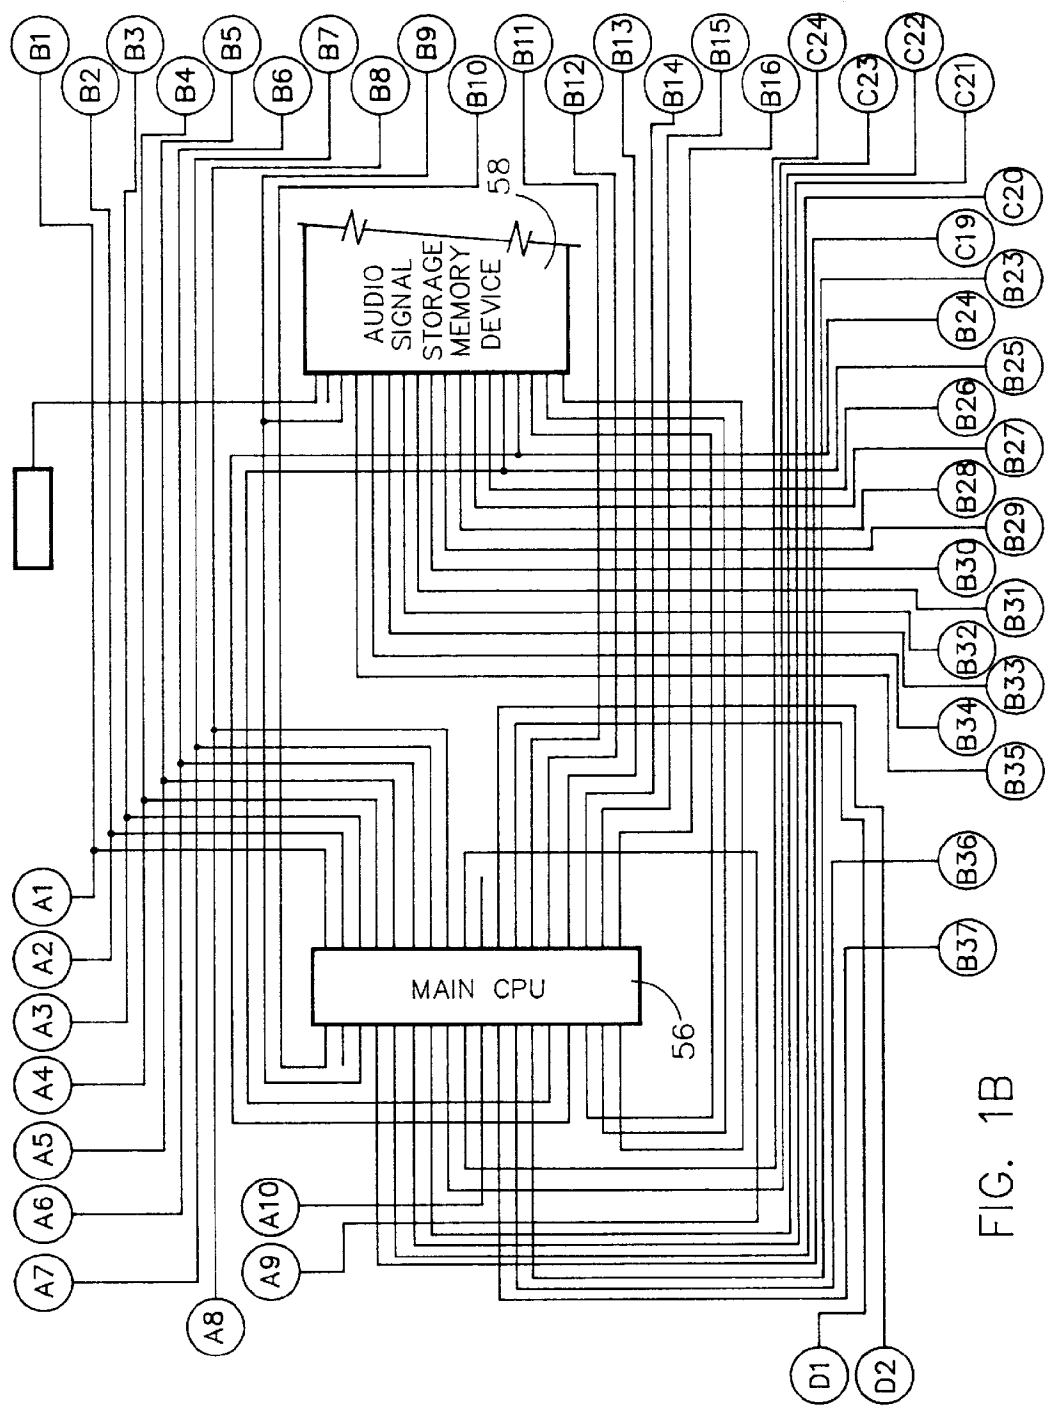 A1
A2
A3
A4
A5
A6
A7
A8
A9
A10
B1
B2
B3
B4
B5
B6
B7
B8
B9
B10
B11
B12
B13
B14
B15
B16
C24
C23
C22
C21
C20
C19
B23
B24
B25
B26
B27
B28
B29
B30
B31
B32
B33
B34
B35
B36
B37
D1
D2
AUDIO
SIGNAL
STORAGE
MEMORY
DEVICE
58
MAIN CPU
56
FIG. 1B